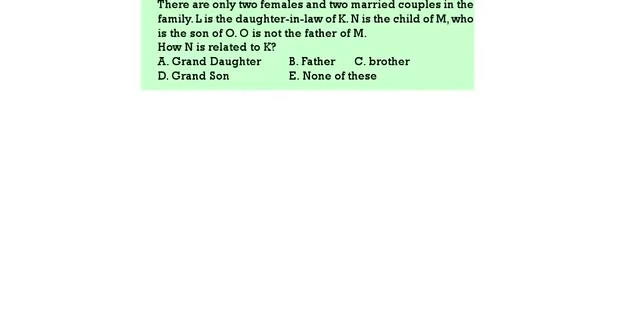 There are only two females and two married couples in the
family. L is the daughter-in-law of K. N is the child of M, who
is the son of O. O is not the father of M.
How N is related to K?
A. Grand Daughter B. Father C. brother
D. Grand Son E. None of these